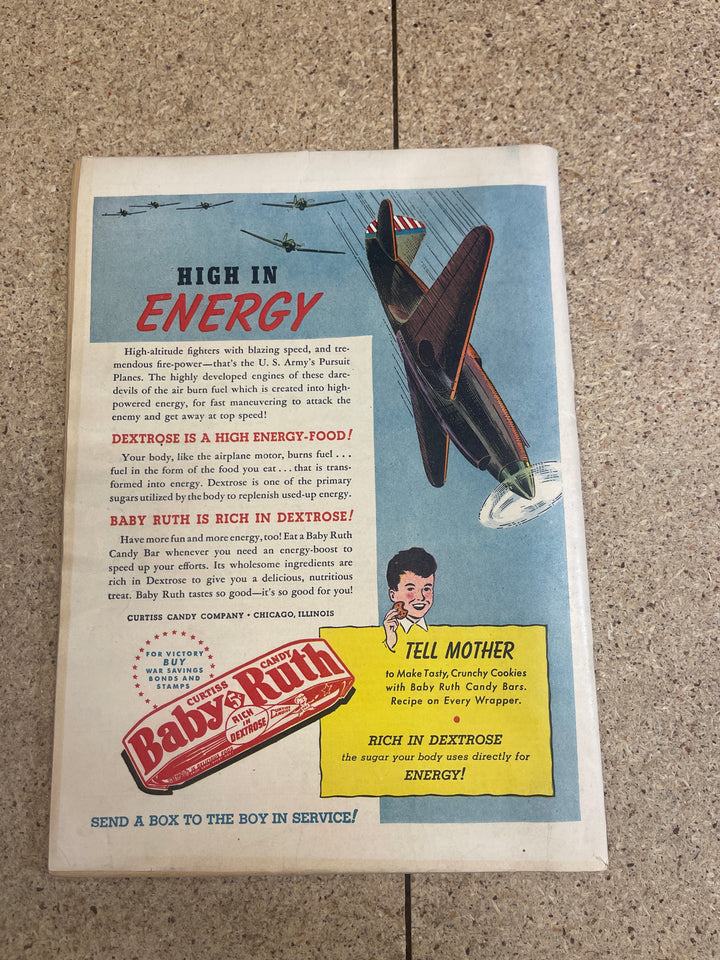 HIGH IN
ENERGY
High-altitude fighters with blazing speed, and tre-
mendous fire-power—that's the U. S. Army's Pursuit
Planes. The highly developed engines of these dare-
devils of the air burn fuel which is created into high-
powered energy, for fast maneuvering to attack the
enemy and get away at top speed!
DEXTROSE IS A HIGH ENERGY-FOOD!
Your body, like the airplane motor, burns fuel . . .
fuel in the form of the food you eat . . . that is trans-
formed into energy. Dextrose is one of the primary
sugars utilized by the body to replenish used-up energy.
BABY RUTH IS RICH IN DEXTROSE!
Have more fun and more energy, too! Eat a Baby Ruth
Candy Bar whenever you need an energy-boost to
speed up your efforts. Its wholesome ingredients are
rich in Dextrose to give you a delicious, nutritious
treat. Baby Ruth tastes so good—it's so good for you!
CURTISS CANDY COMPANY • CHICAGO, ILLINOIS
FOR VICTORY
BUY
WAR SAVINGS
BONDS AND
STAMPS
CURTISS CANDY
Baby Ruth
5¢
RICH
IN
DEXTROSE
TELL MOTHER
to Make Tasty, Crunchy Cookies
with Baby Ruth Candy Bars.
Recipe on Every Wrapper.
•
RICH IN DEXTROSE
the sugar your body uses directly for
ENERGY!
SEND A BOX TO THE BOY IN SERVICE!